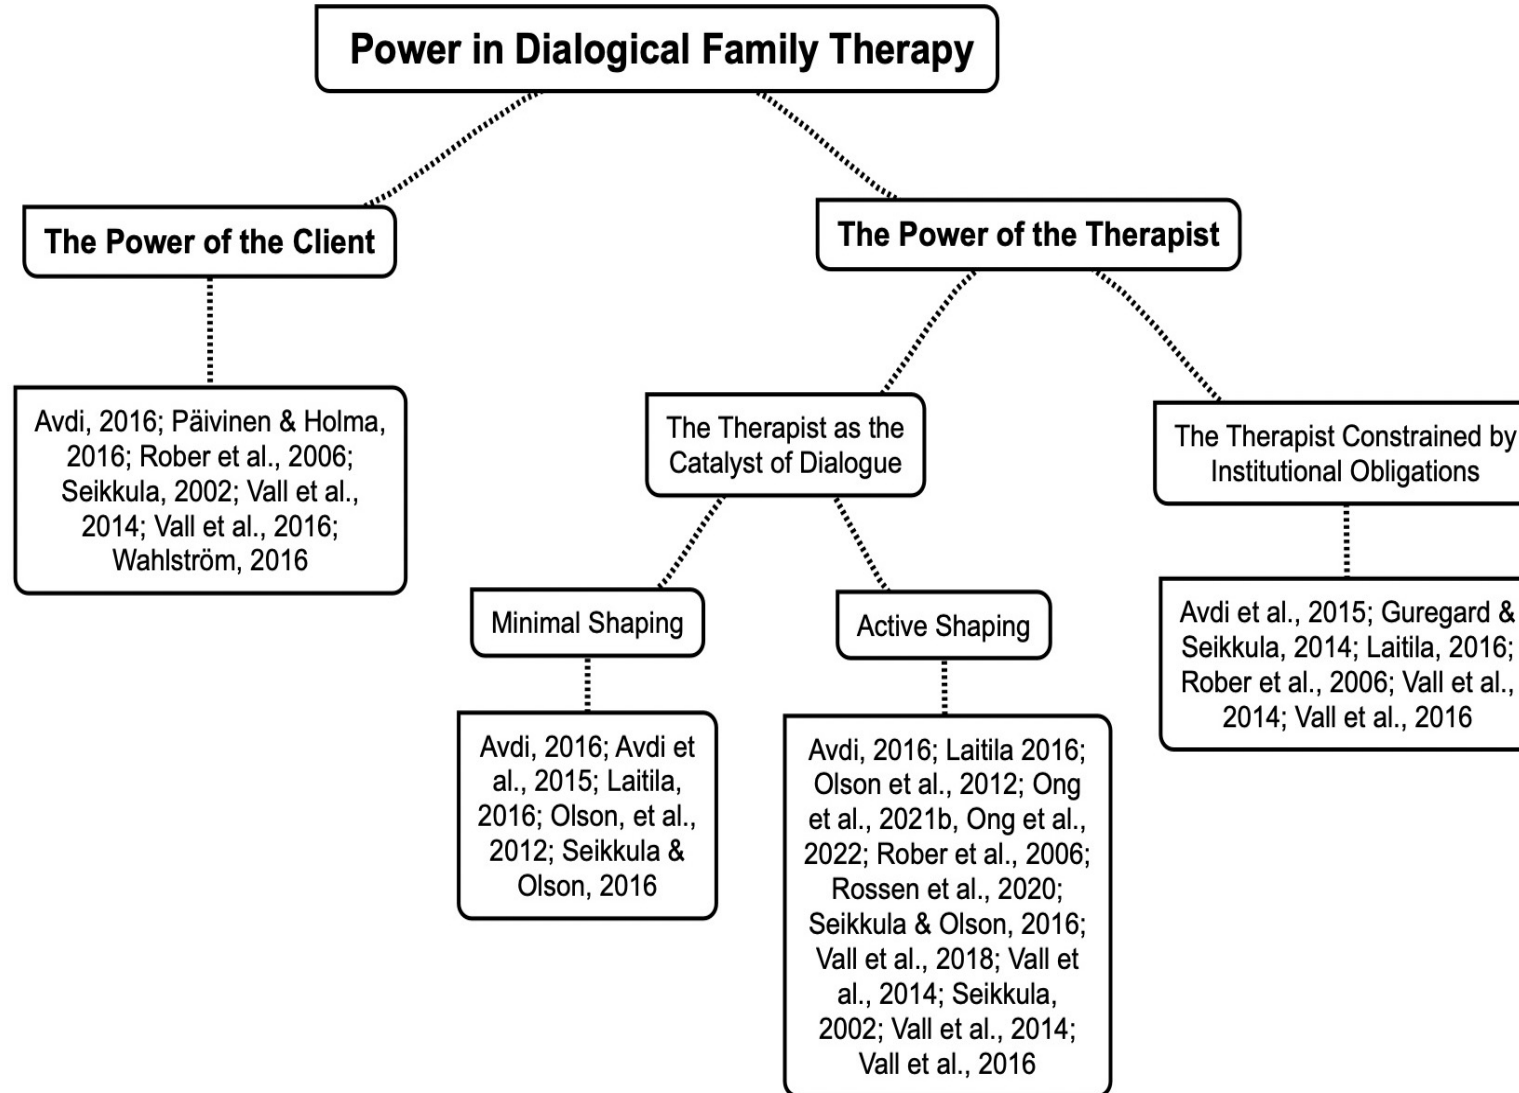 Power in Dialogical Family Therapy
The Power of the Client
The Power of the Therapist
Avdi, 2016; Päivinen & Holma,
2016; Rober et al., 2006;
Seikkula, 2002; Vall et al.,
2014; Vall et al., 2016;
Wahlström, 2016
The Therapist as the
Catalyst of Dialogue
The Therapist Constrained by
Institutional Obligations
Minimal Shaping
Active Shaping
Avdi et al., 2015; Guregard &
Seikkula, 2014; Laitila, 2016;
Rober et al., 2006; Vall et al.,
2014; Vall et al., 2016
Avdi, 2016; Avdi et
al., 2015; Laitila,
2016; Olson, et al.,
2012; Seikkula &
Olson, 2016
Avdi, 2016; Laitila 2016;
Olson et al., 2012; Ong
et al., 2021b, Ong et al.,
2022; Rober et al., 2006;
Rossen et al., 2020;
Seikkula & Olson, 2016;
Vall et al., 2018; Vall et
al., 2014; Seikkula,
2002; Vall et al., 2014;
Vall et al., 2016